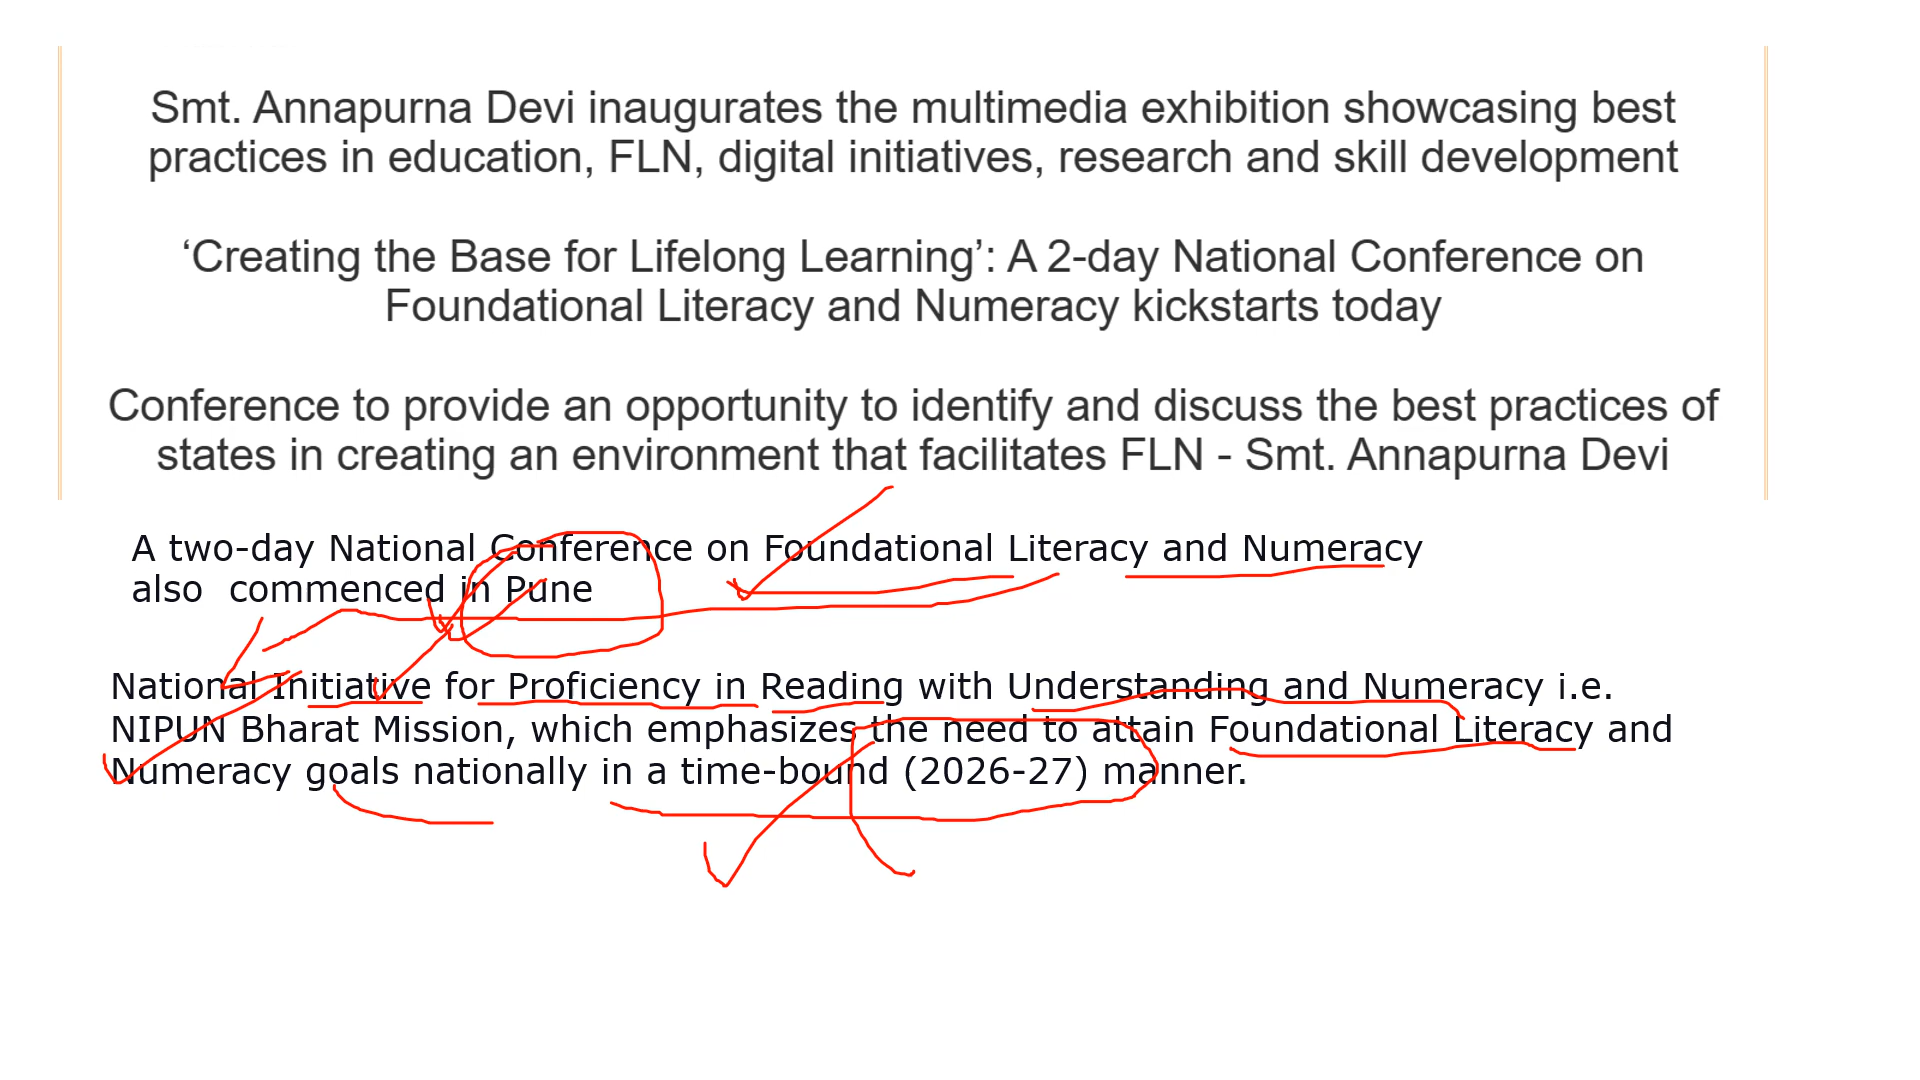 Smt. Annapurna Devi inaugurates the multimedia exhibition showcasing best
practices in education, FLN, digital initiatives, research and skill development
‘Creating the Base for Lifelong Learning’: A 2-day National Conference on
Foundational Literacy and Numeracy kickstarts today
Conference to provide an opportunity to identify and discuss the best practices of
states in creating an environment that facilitates FLN - Smt. Annapurna Devi
A two-day National Conference on Foundational Literacy and Numeracy
also commenced in Pune
National Initiative for Proficiency in Reading with Understanding and Numeracy i.e.
NIPUN Bharat Mission, which emphasizes the need to attain Foundational Literacy and
Numeracy goals nationally in a time-bound (2026-27) manner.